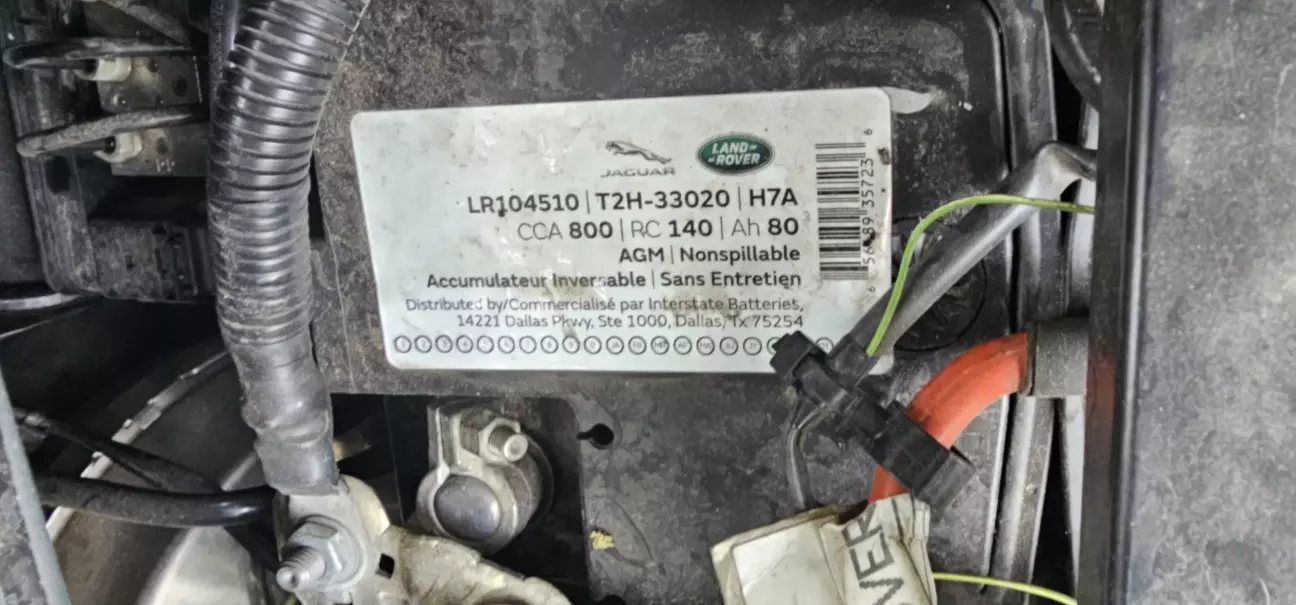 JAGUAR
LAND ROVER
LR104510 | T2H-33020 | H7A
CCA 800 | RC 140 | Ah 80
AGM | Nonspillable
Accumulateur Inversable | Sans Entretien
Distributed by/Commercialisé par Interstate Batteries,
14221 Dallas Pkwy, Ste 1000, Dallas, Tx 75254